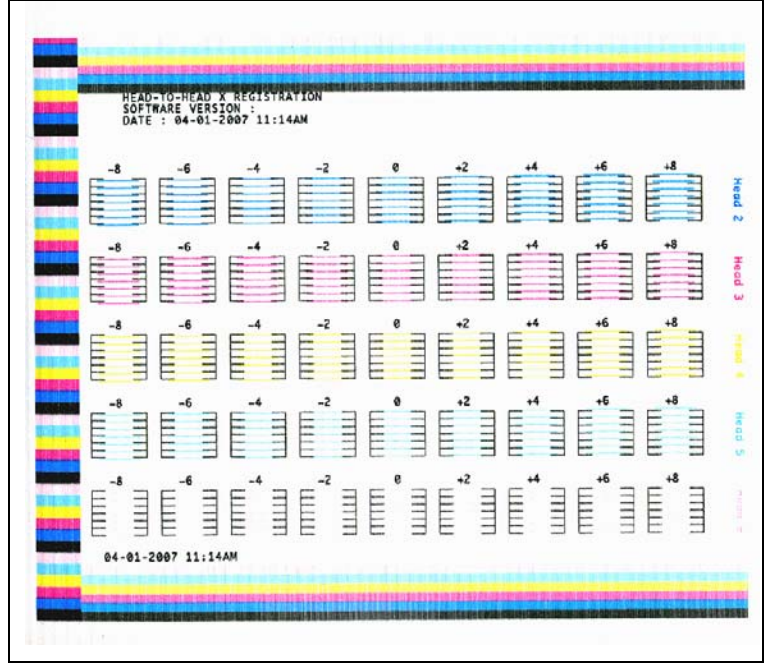 HEAD-TO-HEAD X REGISTRATION
SOFTWARE VERSION :
DATE : 04-01-2007 11:14AM
-8 -6 -4 -2 0 +2 +4 +6 +8
Head 2
-8 -6 -4 -2 0 +2 +4 +6 +8
Head 3
-8 -6 -4 -2 0 +2 +4 +6 +8
Head 4
-8 -6 -4 -2 0 +2 +4 +6 +8
Head 5
-8 -6 -4 -2 0 +2 +4 +6 +8
04-01-2007 11:14AM